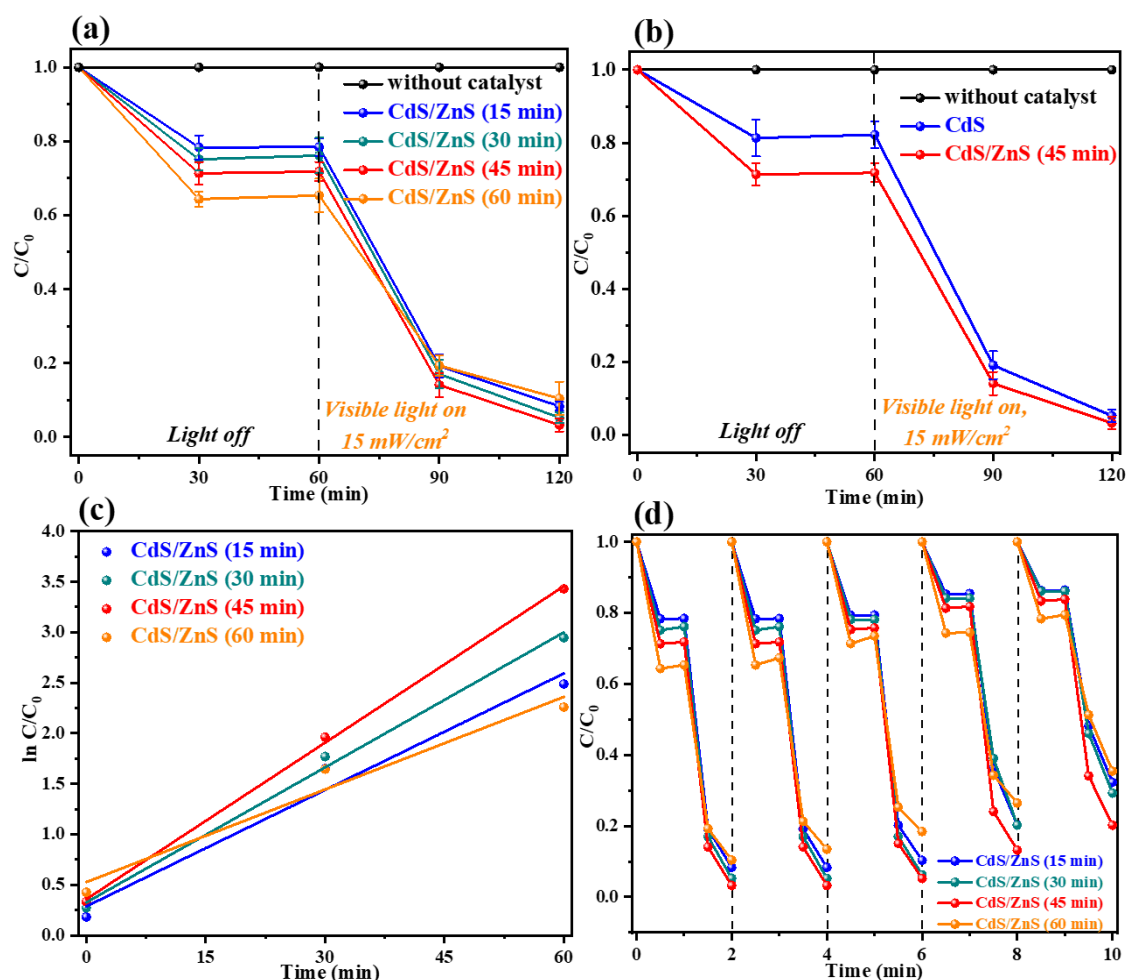 (a)
1.0
0.8
0.6
0.4
0.2
0.0
C/C₀
without catalyst
CdS/ZnS (15 min)
CdS/ZnS (30 min)
CdS/ZnS (45 min)
CdS/ZnS (60 min)
Light off
Visible light on
15 mW/cm²
0 30 60 90 120
Time (min)
(b)
1.0
0.8
0.6
0.4
0.2
0.0
C/C₀
without catalyst
CdS
CdS/ZnS (45 min)
Light off
Visible light on,
15 mW/cm²
0 30 60 90 120
Time (min)
(c)
4.0
3.5
3.0
2.5
2.0
1.5
1.0
0.5
0.0
ln C/C₀
CdS/ZnS (15 min)
CdS/ZnS (30 min)
CdS/ZnS (45 min)
CdS/ZnS (60 min)
0 30 60
Time (min)
(d)
1.0
0.8
0.6
0.4
0.2
0.0
C/C₀
CdS/ZnS (15 min)
CdS/ZnS (30 min)
CdS/ZnS (45 min)
CdS/ZnS (60 min)
0 2 4 6 8 10
Time (min)